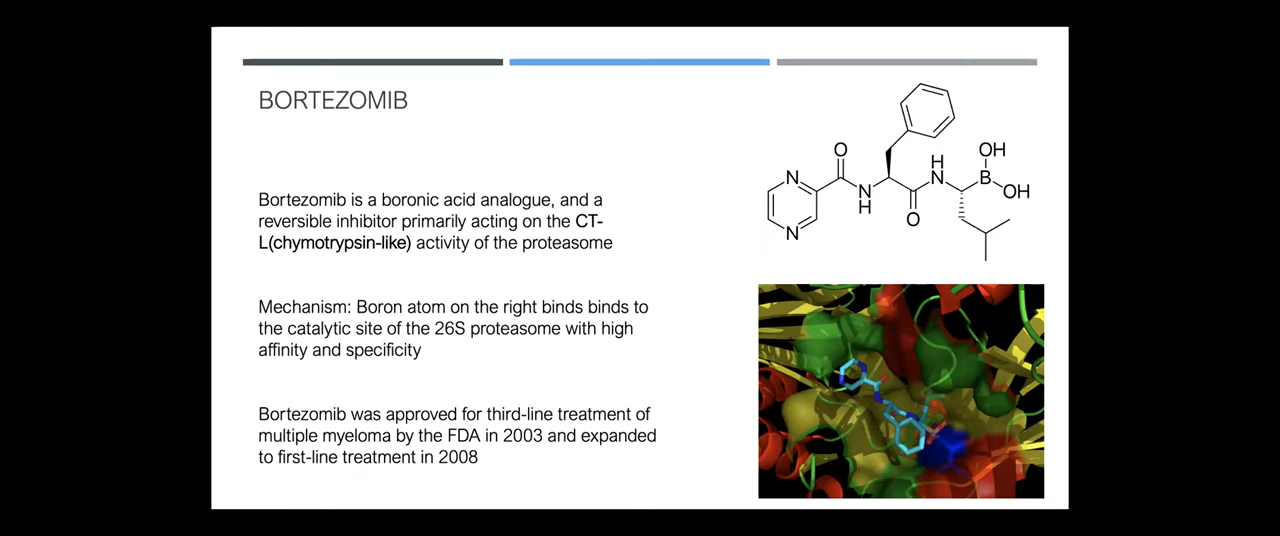 BORTEZOMIB
Bortezomib is a boronic acid analogue, and a
reversible inhibitor primarily acting on the CT-
L(chymotrypsin-like) activity of the proteasome
Mechanism: Boron atom on the right binds binds to
the catalytic site of the 26S proteasome with high
affinity and specificity
Bortezomib was approved for third-line treatment of
multiple myeloma by the FDA in 2003 and expanded
to first-line treatment in 2008
O
OH
H
N
N
B
OH
N
H
O
N